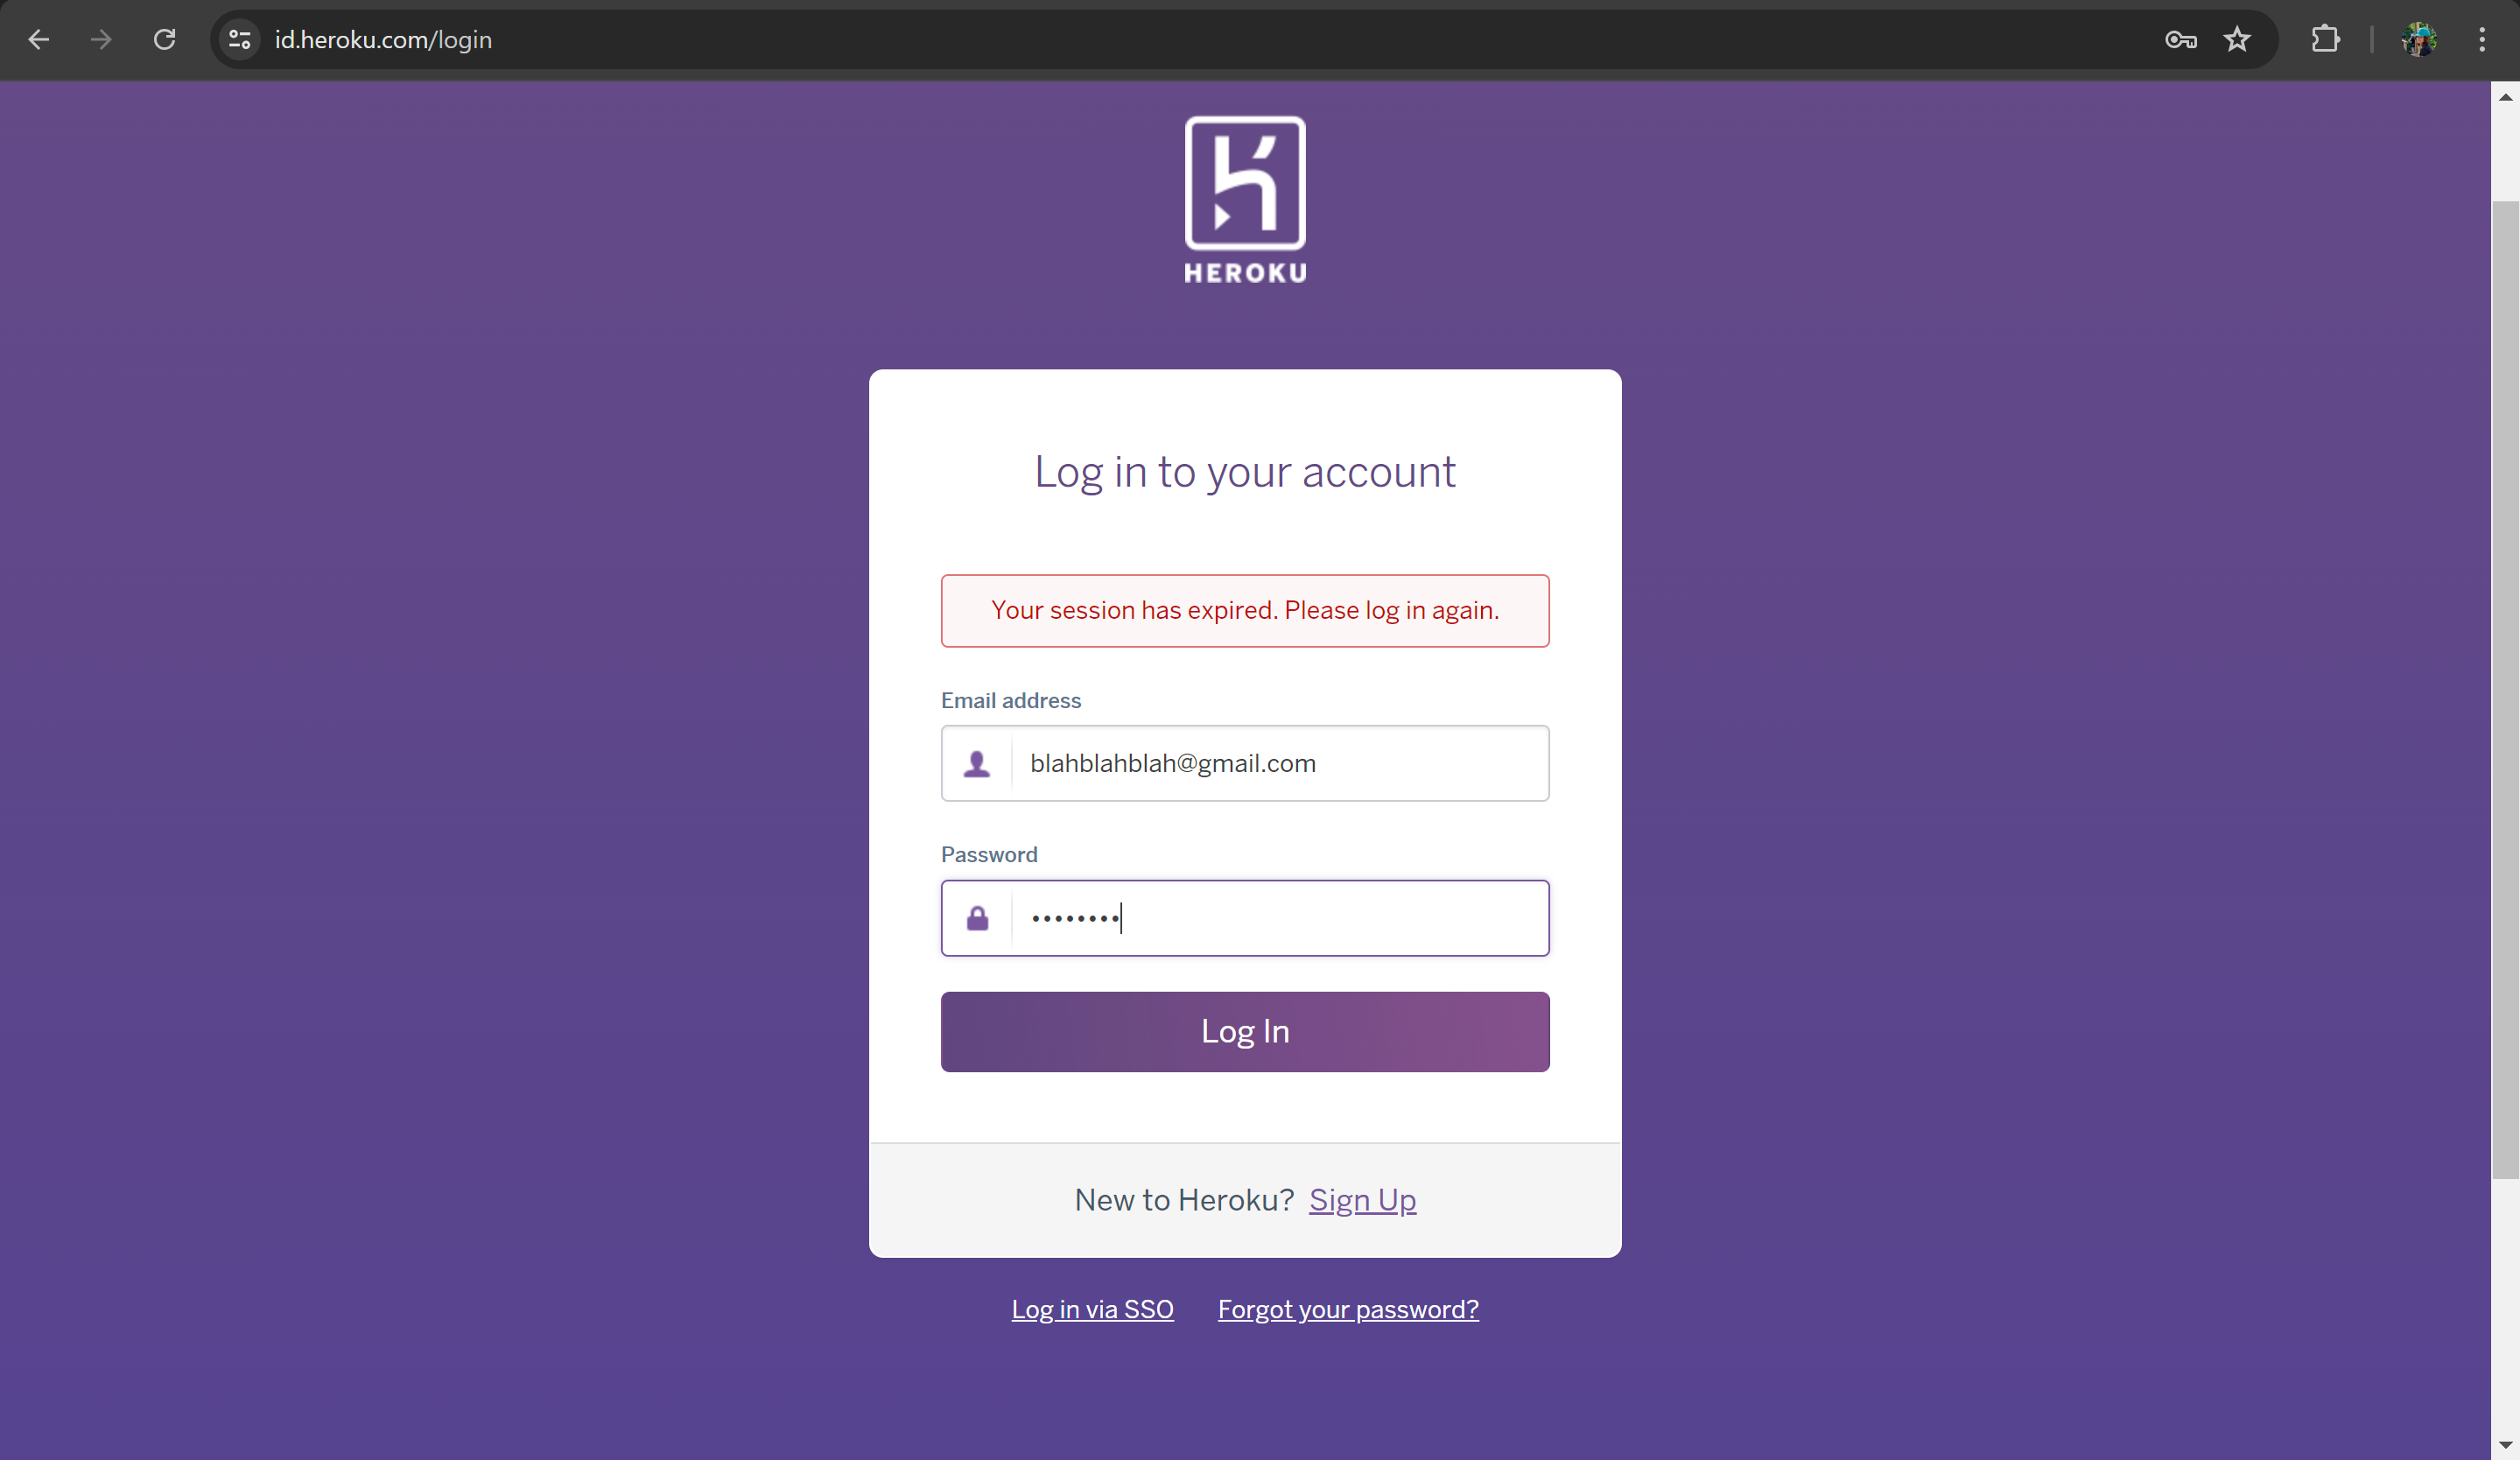 id.heroku.com/login
HEROKU
Log in to your account
Your session has expired. Please log in again.
Email address
blahblahblah@gmail.com
Password
••••••••
Log In
New to Heroku? Sign Up
Log in via SSO Forgot your password?